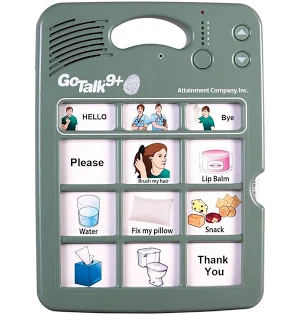 GoTalk 9+
Attainment Company, Inc.
HELLO
Bye
Please
Brush my hair
Lip Balm
Water
Fix my pillow
Snack
Thank
You